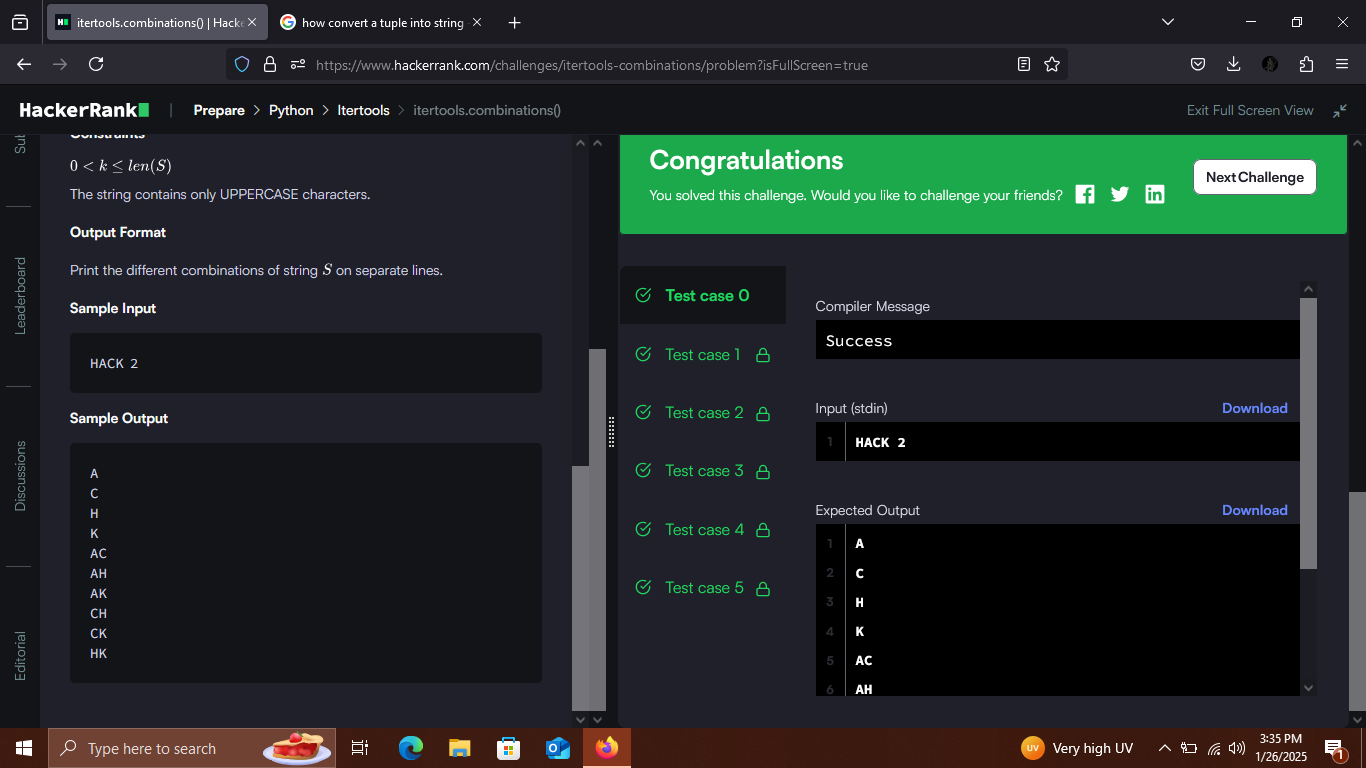 itertools.combinations() | Hacke
how convert a tuple into string
https://www.hackerrank.com/challenges/itertools-combinations/problem?isFullScreen=true
HackerRank
Prepare > Python > Itertools > itertools.combinations()
Exit Full Screen View
Leaderboard
Discussions
Editorial
Constraints
0 < k ≤ len(S)
The string contains only UPPERCASE characters.
Output Format
Print the different combinations of string S on separate lines.
Sample Input
HACK 2
Sample Output
A
C
H
K
AC
AH
AK
CH
CK
HK
Congratulations
You solved this challenge. Would you like to challenge your friends?
Next Challenge
Test case 0
Test case 1
Test case 2
Test case 3
Test case 4
Test case 5
Compiler Message
Success
Input (stdin)
Download
1 HACK 2
Expected Output
Download
1 A
2 C
3 H
4 K
5 AC
6 AH
Type here to search
UV
Very high UV
3:35 PM
1/26/2025
1